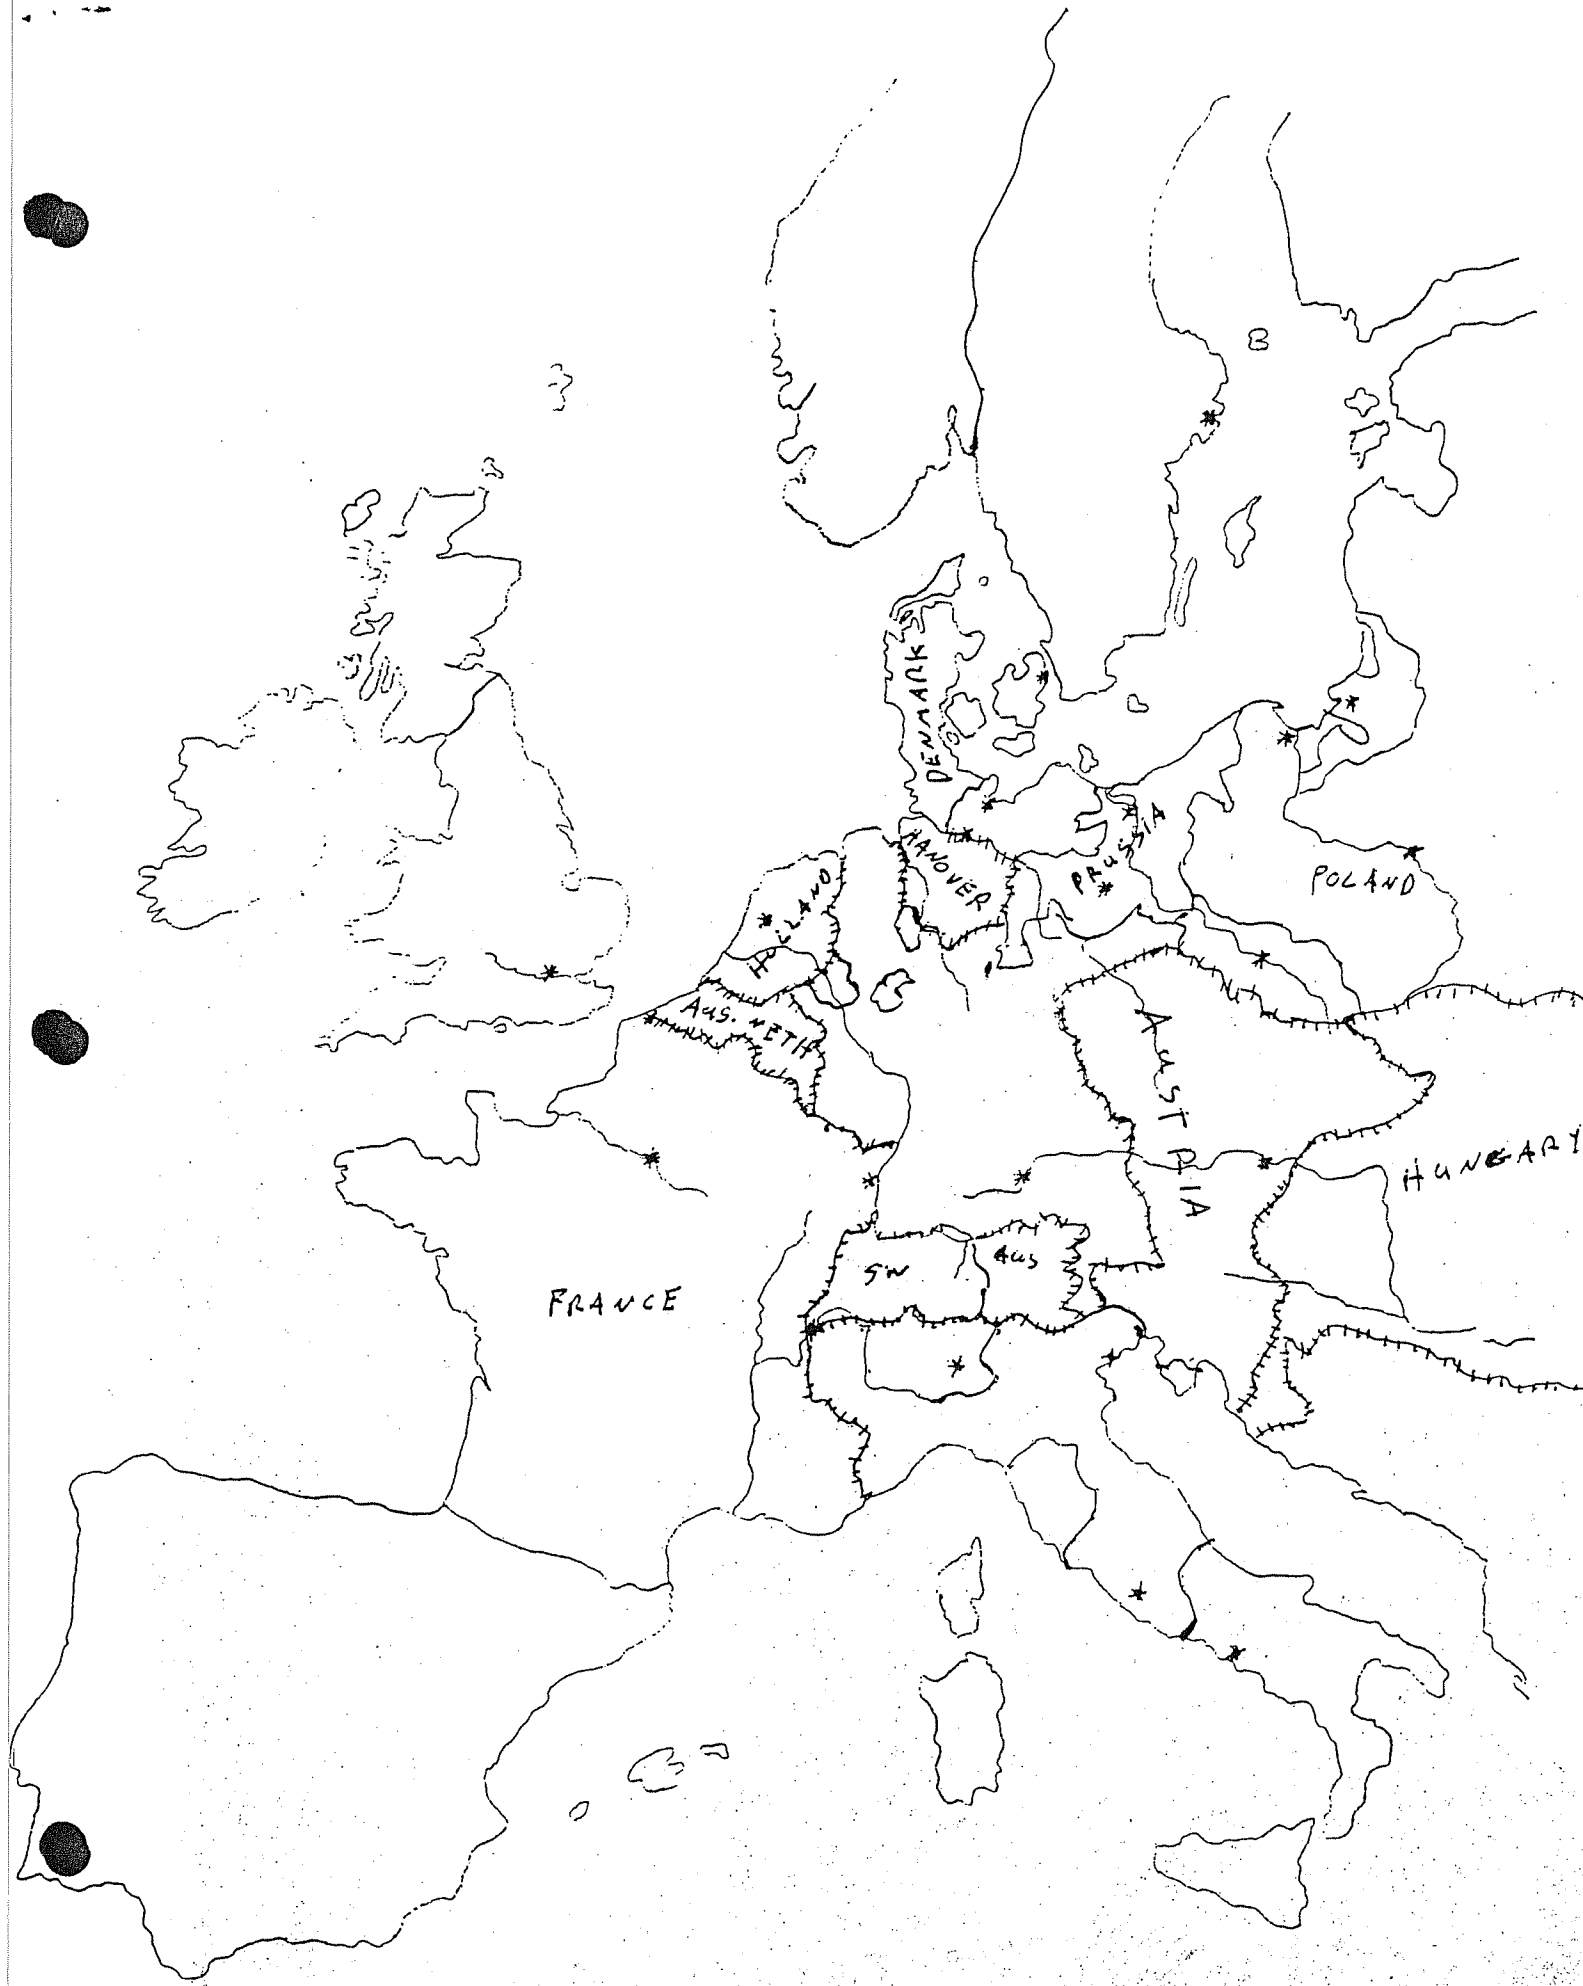 DENMARK
HANOVER
PRUSSIA
HOLLAND
POLAND
AUS. NETH
AUSTRIA
HUNGARY
SW
AUS
FRANCE